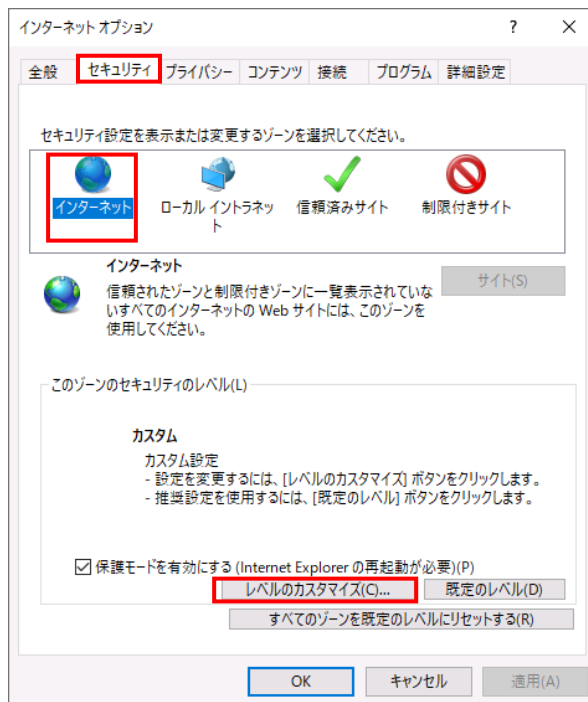 インターネット オプション ? ×
全般 セキュリティ プライバシー コンテンツ 接続 プログラム 詳細設定
セキュリティ設定を表示または変更するゾーンを選択してください。
インターネット ローカル イントラネッ 信頼済みサイト 制限付きサイト
ト
インターネット
サイト(S)
信頼されたゾーンと制限付きゾーンに一覧表示されていな
いすべてのインターネットの Web サイトには、このゾーンを
使用してください。
このゾーンのセキュリティのレベル(L)
カスタム
カスタム設定
- 設定を変更するには、[レベルのカスタマイズ] ボタンをクリックします。
- 推奨設定を使用するには、[既定のレベル] ボタンをクリックします。
保護モードを有効にする (Internet Explorer の再起動が必要)(P)
レベルのカスタマイズ(C)... 既定のレベル(D)
すべてのゾーンを既定のレベルにリセットする(R)
OK キャンセル 適用(A)